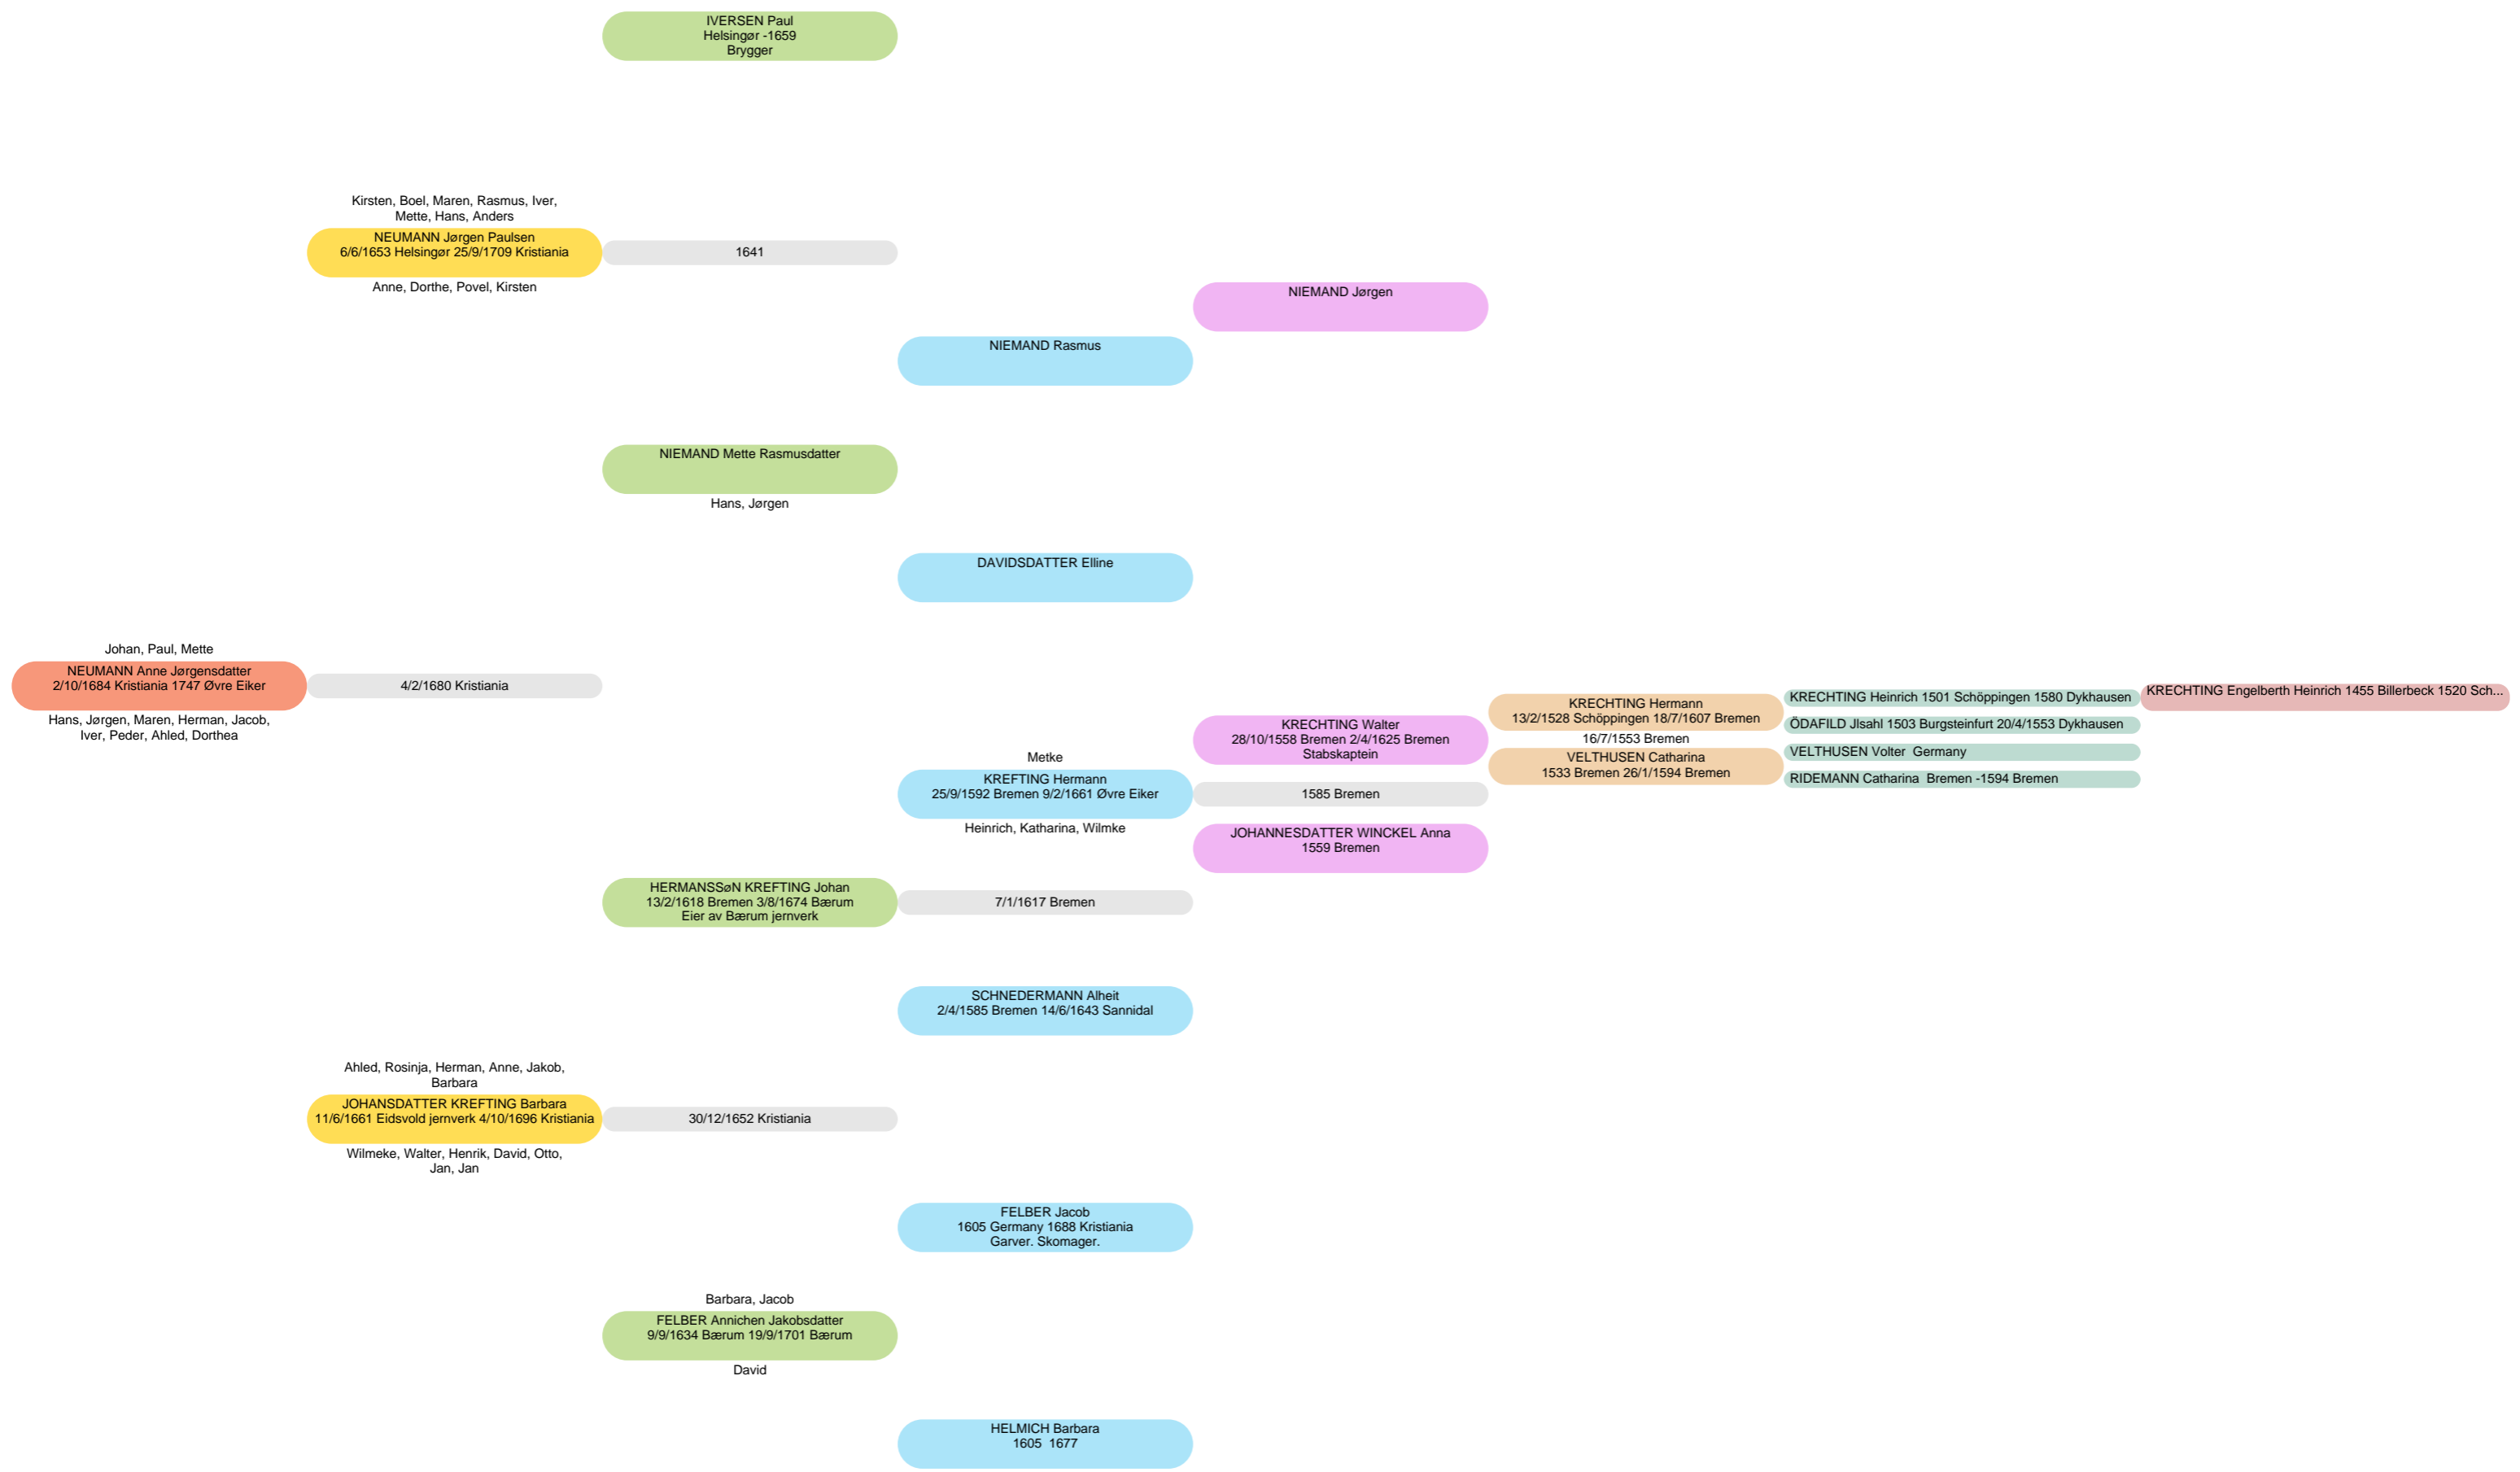 IVERSEN Paul
Helsingør -1659
Brygger
Kirsten, Boel, Maren, Rasmus, Iver,
Mette, Hans, Anders
NEUMANN Jørgen Paulsen
6/6/1653 Helsingør 25/9/1709 Kristiania
Anne, Dorthe, Povel, Kirsten
1641
NIEMAND Jørgen
NIEMAND Rasmus
NIEMAND Mette Rasmusdatter
Hans, Jørgen
DAVIDSDATTER Elline
Johan, Paul, Mette
NEUMANN Anne Jørgensdatter
2/10/1684 Kristiania 1747 Øvre Eiker
Hans, Jørgen, Maren, Herman, Jacob,
Iver, Peder, Ahled, Dorthea
4/2/1680 Kristiania
KRECHTING Engelberth Heinrich 1455 Billerbeck 1520 Sch...
KRECHTING Heinrich 1501 Schöppingen 1580 Dykhausen
ÖDAFILD Jlsahl 1503 Burgsteinfurt 20/4/1553 Dykhausen
VELTHUSEN Volter  Germany
RIDEMANN Catharina  Bremen -1594 Bremen
KRECHTING Hermann
13/2/1528 Schöppingen 18/7/1607 Bremen
16/7/1553 Bremen
VELTHUSEN Catharina
1533 Bremen 26/1/1594 Bremen
KRECHTING Walter
28/10/1558 Bremen 2/4/1625 Bremen
Stabskaptein
1585 Bremen
JOHANNESDATTER WINCKEL Anna
1559 Bremen
Metke
KREFTING Hermann
25/9/1592 Bremen 9/2/1661 Øvre Eiker
Heinrich, Katharina, Wilmke
HERMANSSøN KREFTING Johan
13/2/1618 Bremen 3/8/1674 Bærum
Eier av Bærum jernverk
7/1/1617 Bremen
SCHNEDERMANN Alheit
2/4/1585 Bremen 14/6/1643 Sannidal
Ahled, Rosinja, Herman, Anne, Jakob,
Barbara
JOHANSDATTER KREFTING Barbara
11/6/1661 Eidsvold jernverk 4/10/1696 Kristiania
Wilmeke, Walter, Henrik, David, Otto,
Jan, Jan
30/12/1652 Kristiania
FELBER Jacob
1605 Germany 1688 Kristiania
Garver. Skomager.
Barbara, Jacob
FELBER Annichen Jakobsdatter
9/9/1634 Bærum 19/9/1701 Bærum
David
HELMICH Barbara
1605  1677